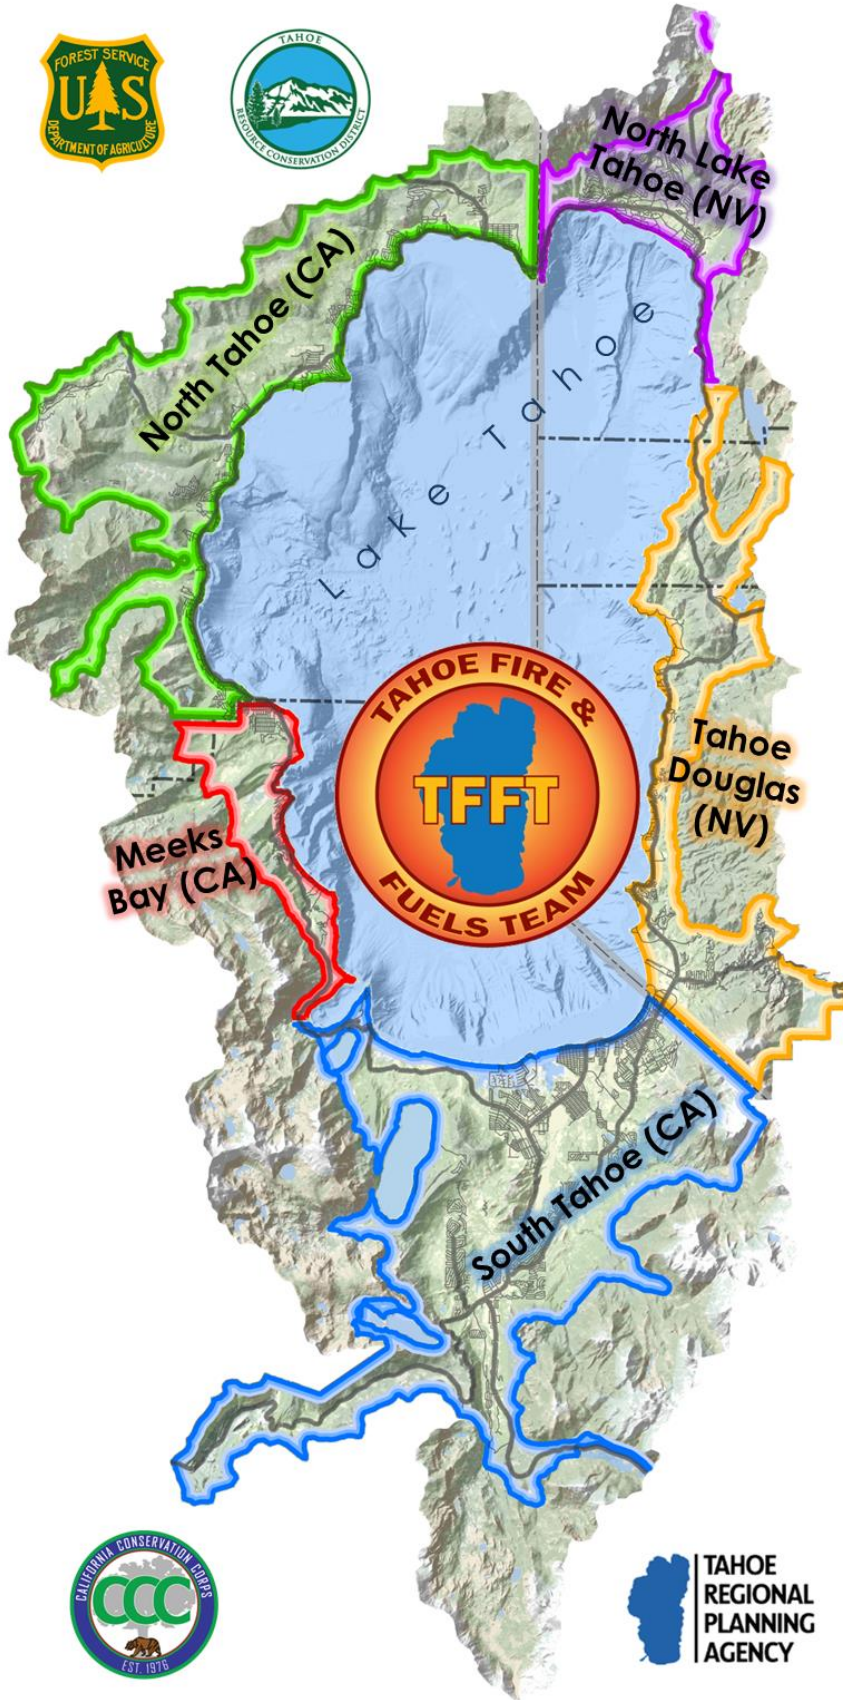 FOREST SERVICE
U S
DEPARTMENT OF AGRICULTURE
TAHOE
RESOURCE CONSERVATION DISTRICT
North Lake
Tahoe (NV)
North Tahoe (CA)
Lake Tahoe
TAHOE FIRE &
TFFT
FUELS TEAM
Tahoe
Douglas
(NV)
Meeks
Bay (CA)
South Tahoe (CA)
CALIFORNIA CONSERVATION CORPS
CCC
EST. 1976
TAHOE
REGIONAL
PLANNING
AGENCY